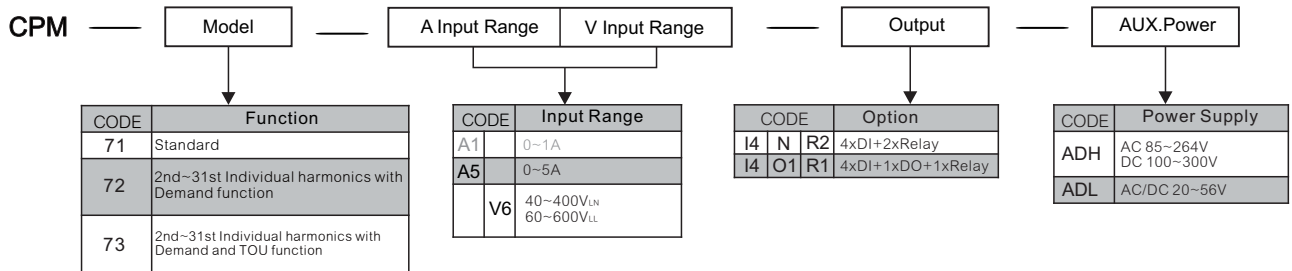 CPM Model A Input Range V Input Range Output AUX.Power
CODE Function
71 Standard
72 2nd~31st Individual harmonics with
Demand function
73 2nd~31st Individual harmonics with
Demand and TOU function
CODE Input Range
A1 0~1A
A5 0~5A
V6 40~400VLN
60~600VLL
CODE Option
I4 N R2 4xDI+2xRelay
I4 O1 R1 4xDI+1xDO+1xRelay
CODE Power Supply
ADH AC 85~264V
DC 100~300V
ADL AC/DC 20~56V